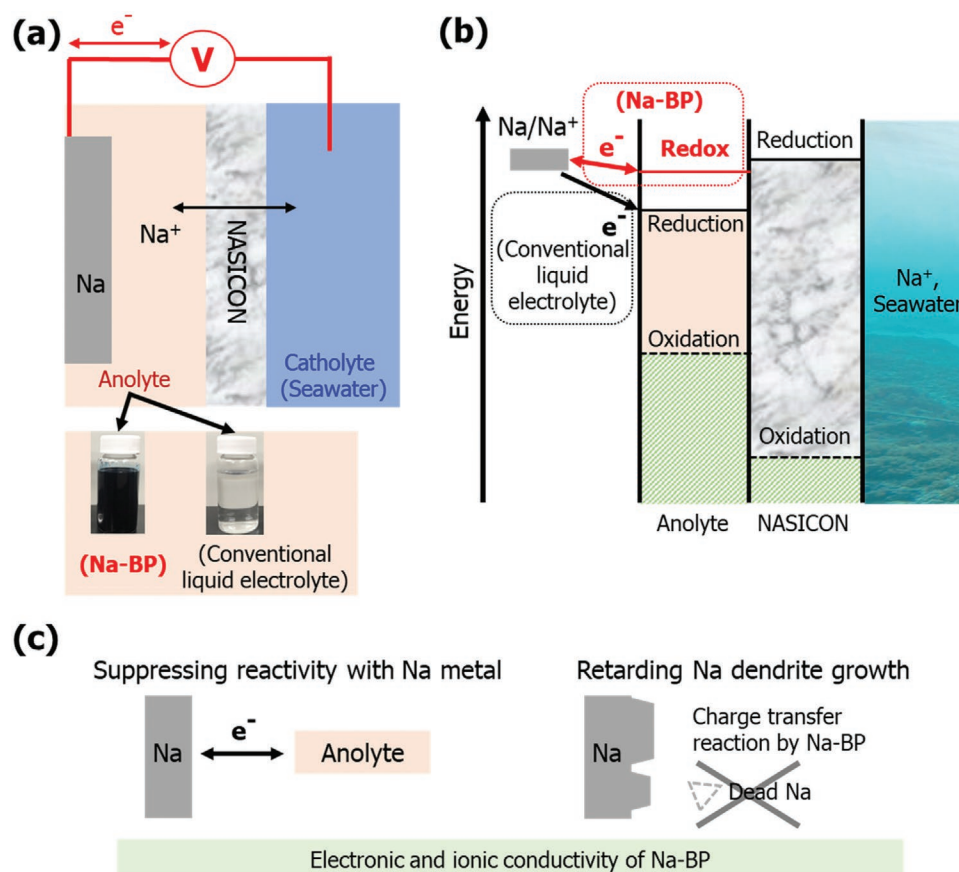 (a)
e⁻
V
Na⁺
Na
NASICON
Anolyte
Catholyte
(Seawater)
(Na-BP)
(Conventional
liquid electrolyte)
(b)
(Na-BP)
Na/Na⁺
e⁻
Redox
Reduction
e⁻
Reduction
(Conventional
liquid
electrolyte)
Na⁺,
Seawater
Energy
Oxidation
Oxidation
Anolyte
NASICON
(c)
Suppressing reactivity with Na metal
Na
e⁻
Anolyte
Retarding Na dendrite growth
Na
Charge transfer
reaction by Na-BP
Dead Na
Electronic and ionic conductivity of Na-BP